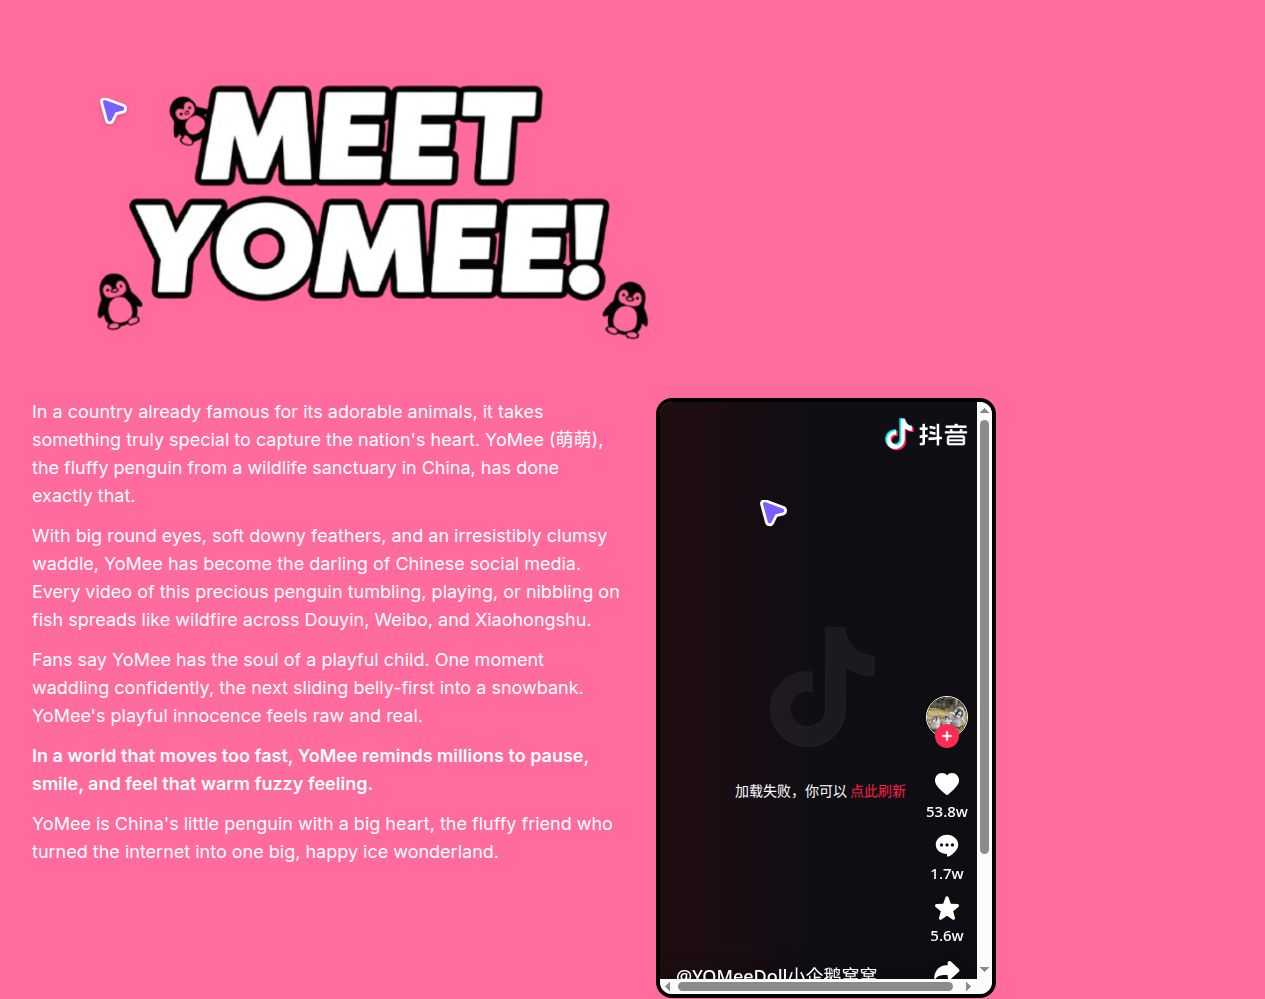 MEET
YOMEE!
In a country already famous for its adorable animals, it takes
something truly special to capture the nation's heart. YoMee (萌萌),
the fluffy penguin from a wildlife sanctuary in China, has done
exactly that.
With big round eyes, soft downy feathers, and an irresistibly clumsy
waddle, YoMee has become the darling of Chinese social media.
Every video of this precious penguin tumbling, playing, or nibbling on
fish spreads like wildfire across Douyin, Weibo, and Xiaohongshu.
Fans say YoMee has the soul of a playful child. One moment
waddling confidently, the next sliding belly-first into a snowbank.
YoMee's playful innocence feels raw and real.
In a world that moves too fast, YoMee reminds millions to pause,
smile, and feel that warm fuzzy feeling.
YoMee is China's little penguin with a big heart, the fluffy friend who
turned the internet into one big, happy ice wonderland.
抖音
加载失败，你可以 点此刷新
53.8w
1.7w
5.6w
@YOMeeDoll小企鹅窝窝